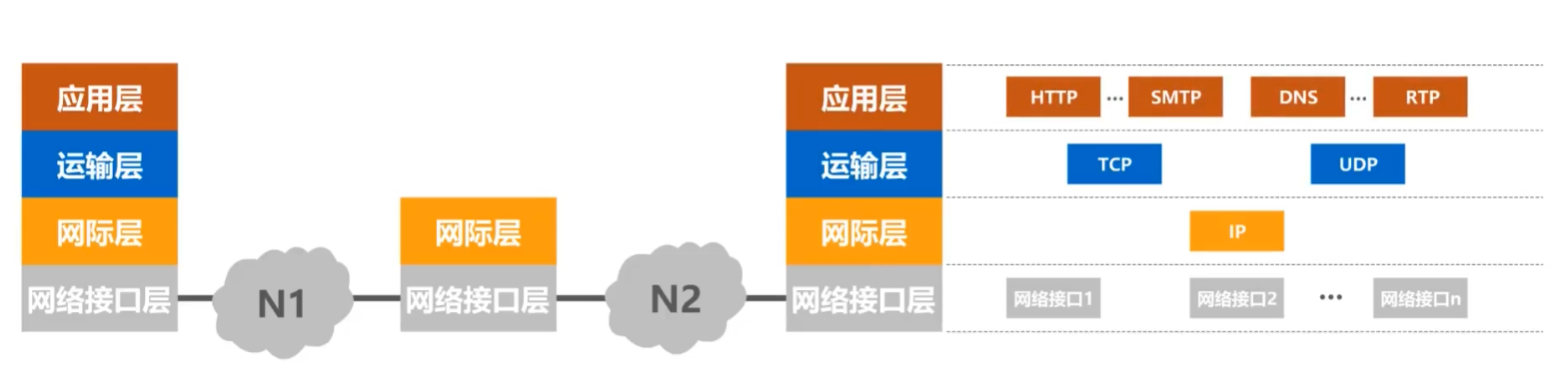 应用层 应用层 HTTP ... SMTP DNS ... RTP
运输层 运输层 TCP UDP
网际层 网际层 网际层 IP
网络接口层 N1 网络接口层 N2 网络接口层 网络接口1 网络接口2 ... 网络接口n